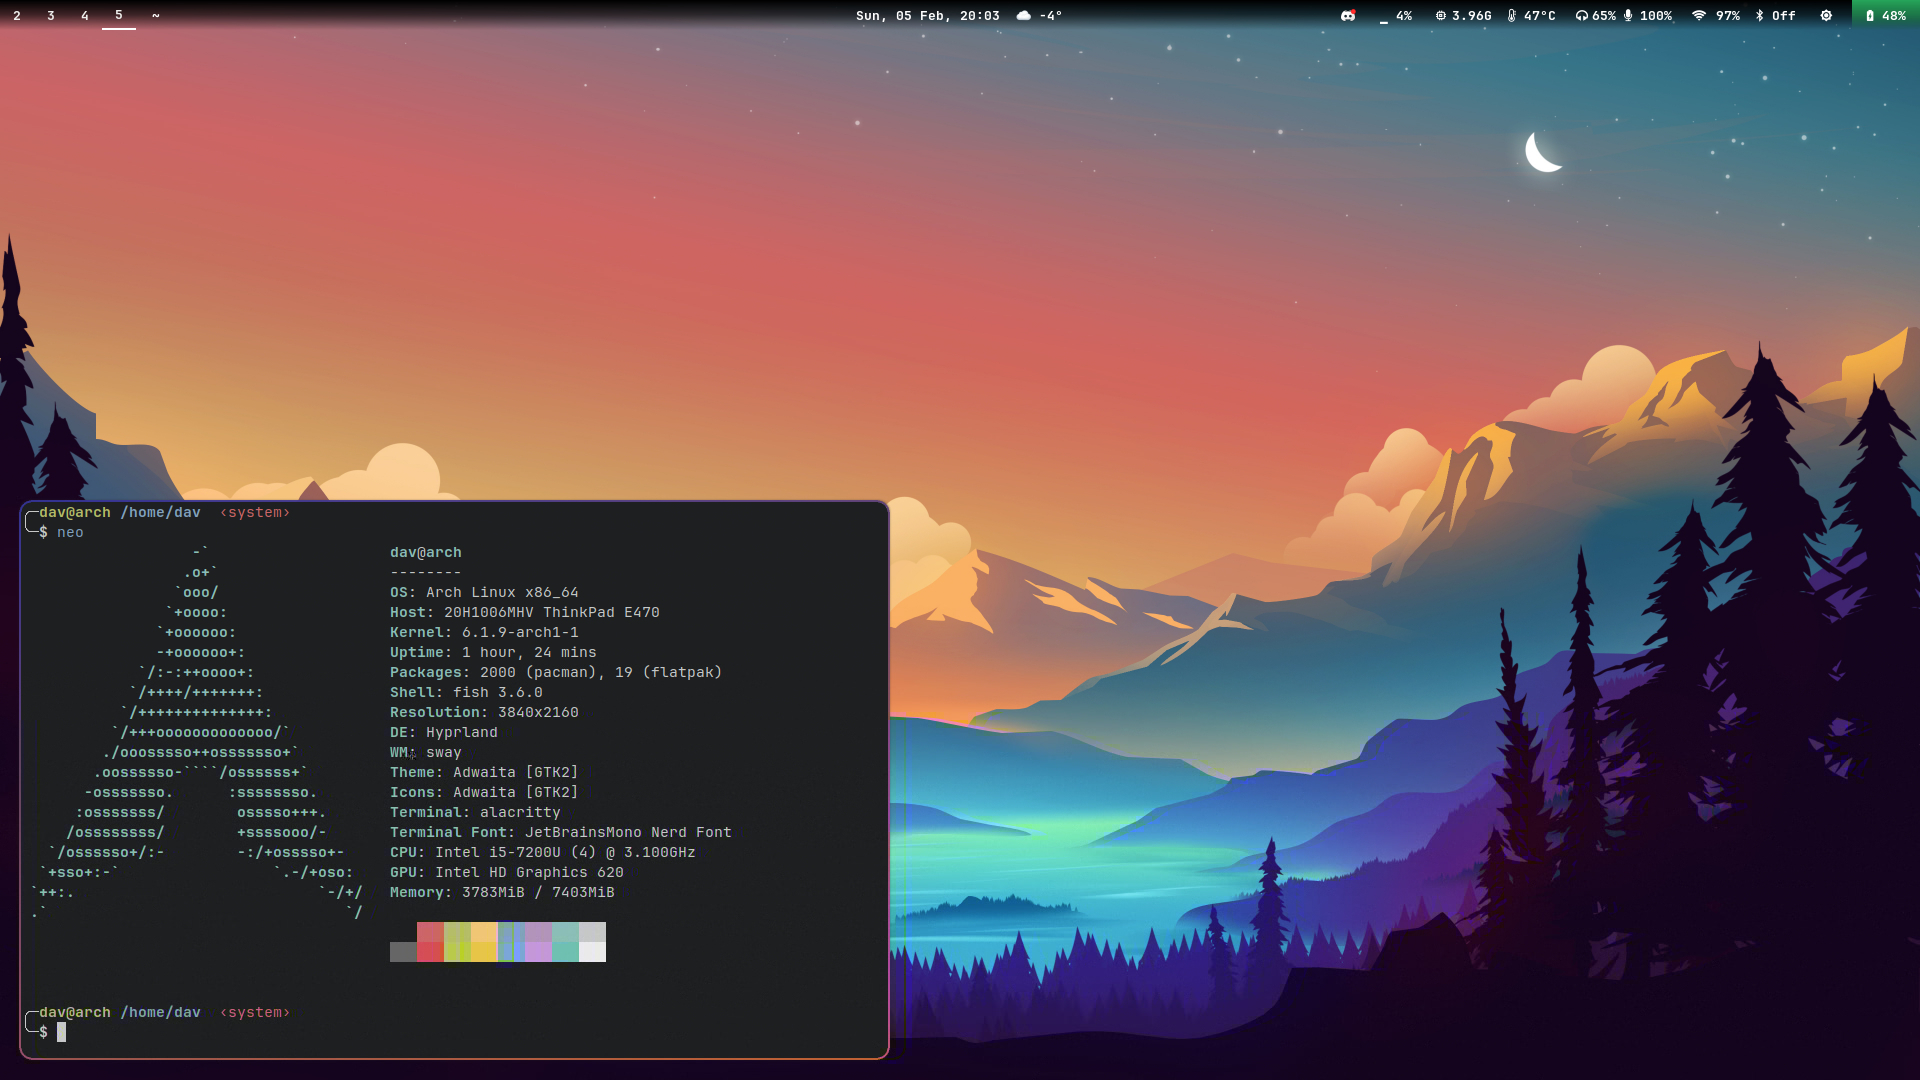 2 3 4 5 ~ Sun, 05 Feb, 20:03 -4° 4% 3.96G 47°C 65% 100% 97% Off 48%
dav@arch /home/dav ‹system›
$ neo
-` dav@arch
.o+` --------
`ooo/ OS: Arch Linux x86_64
`+oooo: Host: 20H1006MHV ThinkPad E470
`+oooooo: Kernel: 6.1.9-arch1-1
-+oooooo+: Uptime: 1 hour, 24 mins
`/:-:++oooo+: Packages: 2000 (pacman), 19 (flatpak)
`/++++/+++++++: Shell: fish 3.6.0
`/++++++++++++++: Resolution: 3840x2160
`/+++ooooooooooooo/` DE: Hyprland
./ooosssso++osssssso+` WM: sway
.oossssso-````/ossssss+` Theme: Adwaita [GTK2]
-osssssso. :ssssssso. Icons: Adwaita [GTK2]
:osssssss/ osssso+++. Terminal: alacritty
/ossssssss/ +ssssooo/- Terminal Font: JetBrainsMono Nerd Font
`/ossssso+/:- -:/+osssso+- CPU: Intel i5-7200U (4) @ 3.100GHz
`+sso+:-` `.-/+oso: GPU: Intel HD Graphics 620
`++:. `-/+/ Memory: 3783MiB / 7403MiB
.` `/
dav@arch /home/dav ‹system›
$